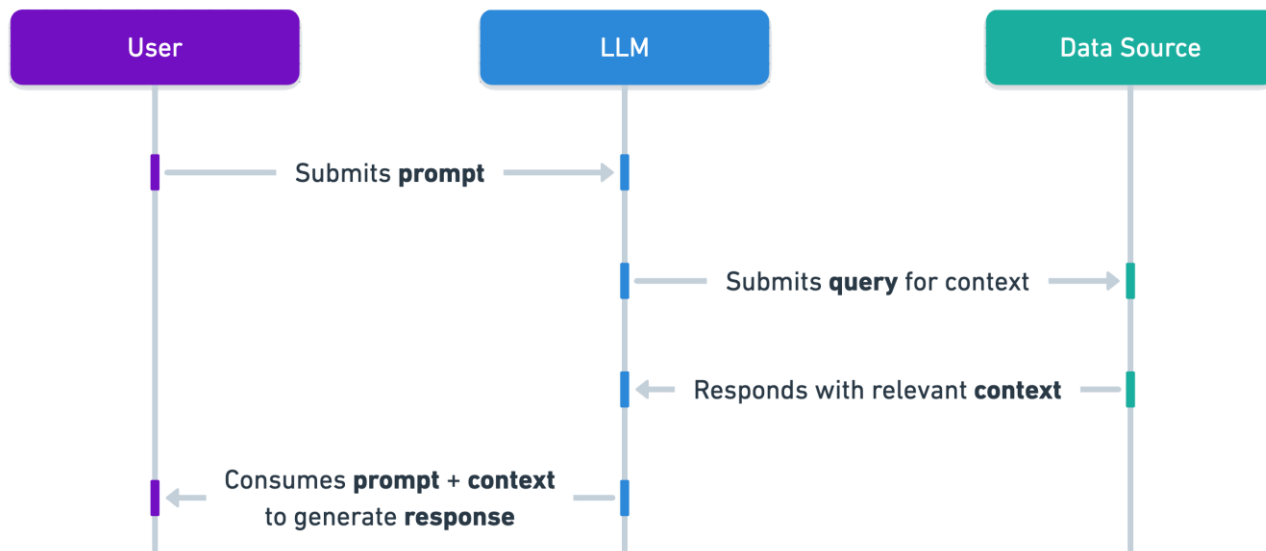 User
LLM
Data Source
Submits prompt
Submits query for context
Responds with relevant context
Consumes prompt + context
to generate response